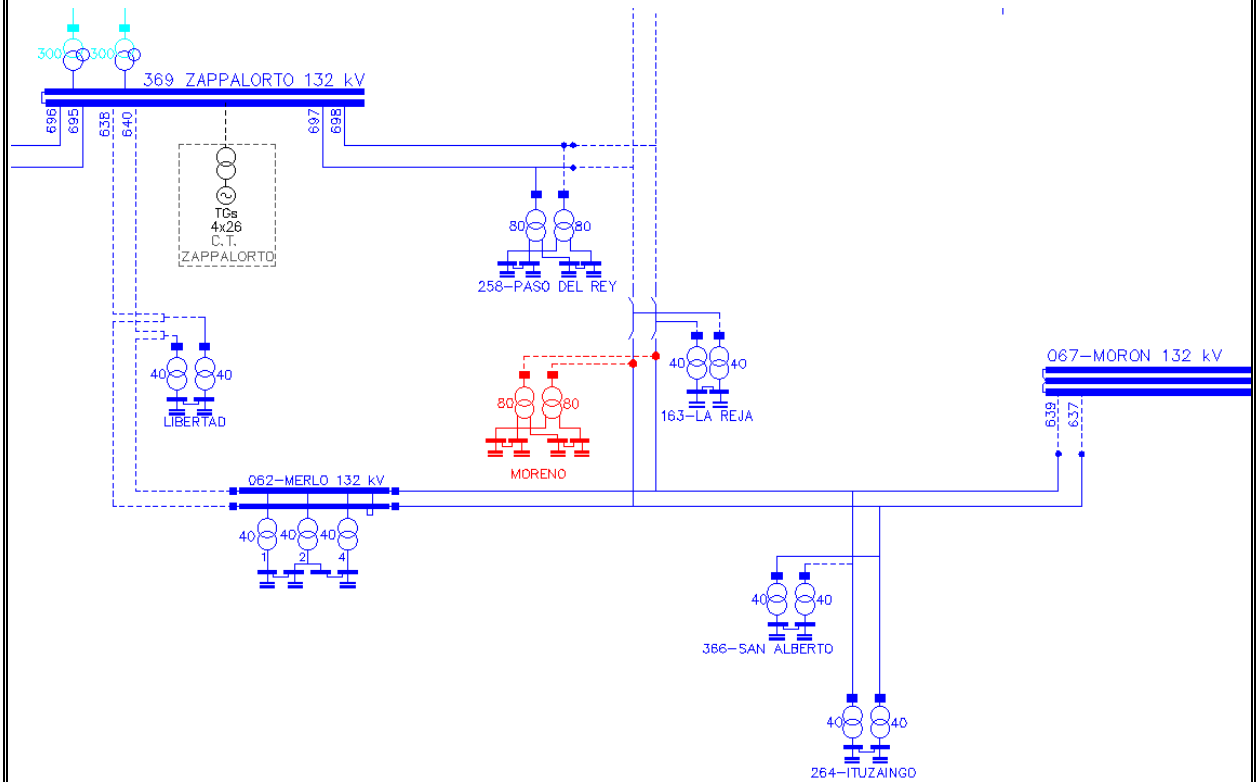 300 300
369 ZAPPALORTO 132 kV
696 695 638 640 697 698
TGs
4x26
C.T.
ZAPPALORTO
80 80
258-PASO DEL REY
40 40
LIBERTAD
40 40
163-LA REJA
80 80
MORENO
067-MORON 132 kV
639 637
062-MERLO 132 kV
40 40 40
1 2 4
40 40
366-SAN ALBERTO
40 40
264-ITUZAINGO